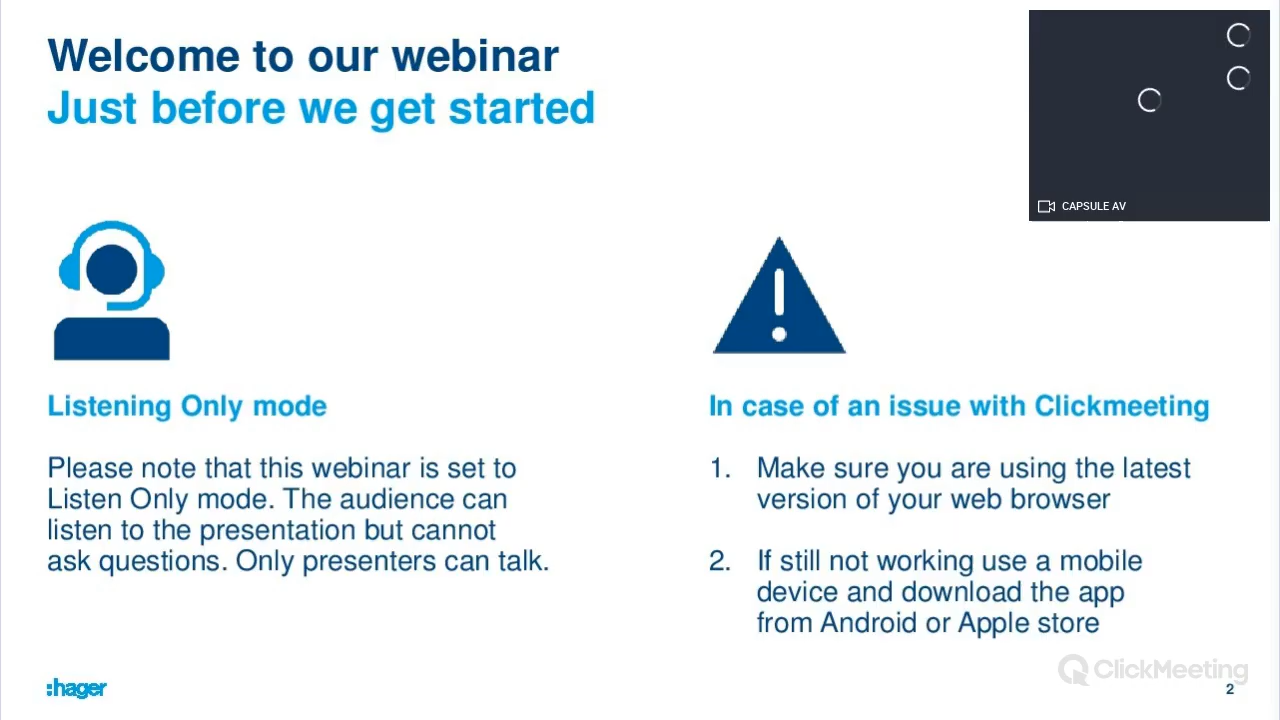 Welcome to our webinar
Just before we get started
CAPSULE AV
Listening Only mode
Please note that this webinar is set to
Listen Only mode. The audience can
listen to the presentation but cannot
ask questions. Only presenters can talk.
In case of an issue with Clickmeeting
1. Make sure you are using the latest
version of your web browser
2. If still not working use a mobile
device and download the app
from Android or Apple store
:hager
ClickMeeting
2